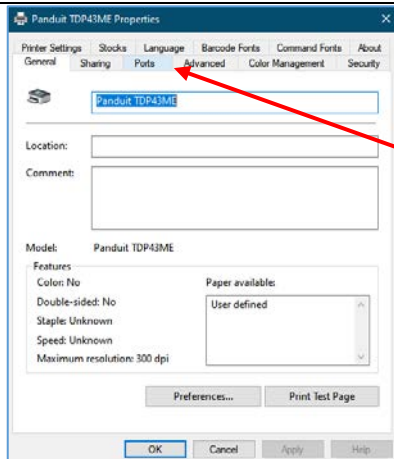 Panduit TDP43ME Properties
Printer Settings Stocks Language Barcode Fonts Command Fonts About
General Sharing Ports Advanced Color Management Security
Panduit TDP43ME
Location:
Comment:
Model: Panduit TDP43ME
Features
Color: No
Paper available:
Double-sided: No
User defined
Staple: Unknown
Speed: Unknown
Maximum resolution: 300 dpi
Preferences...
Print Test Page
OK
Cancel
Apply
Help